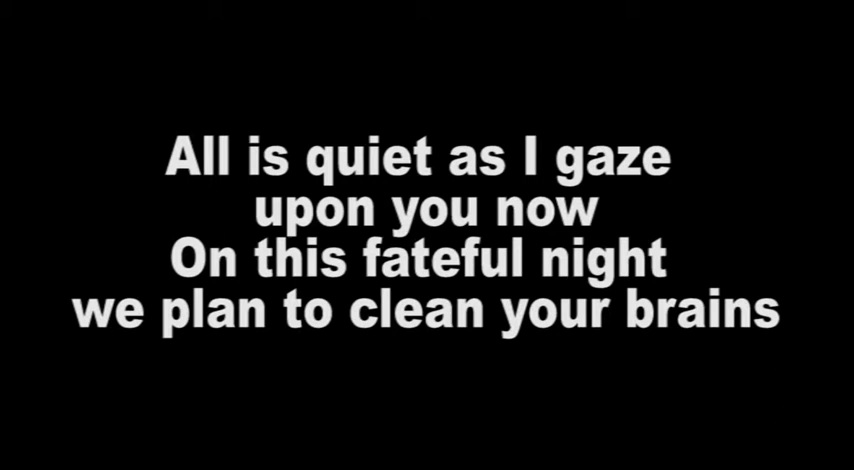 All is quiet as I gaze
upon you now
On this fateful night
we plan to clean your brains